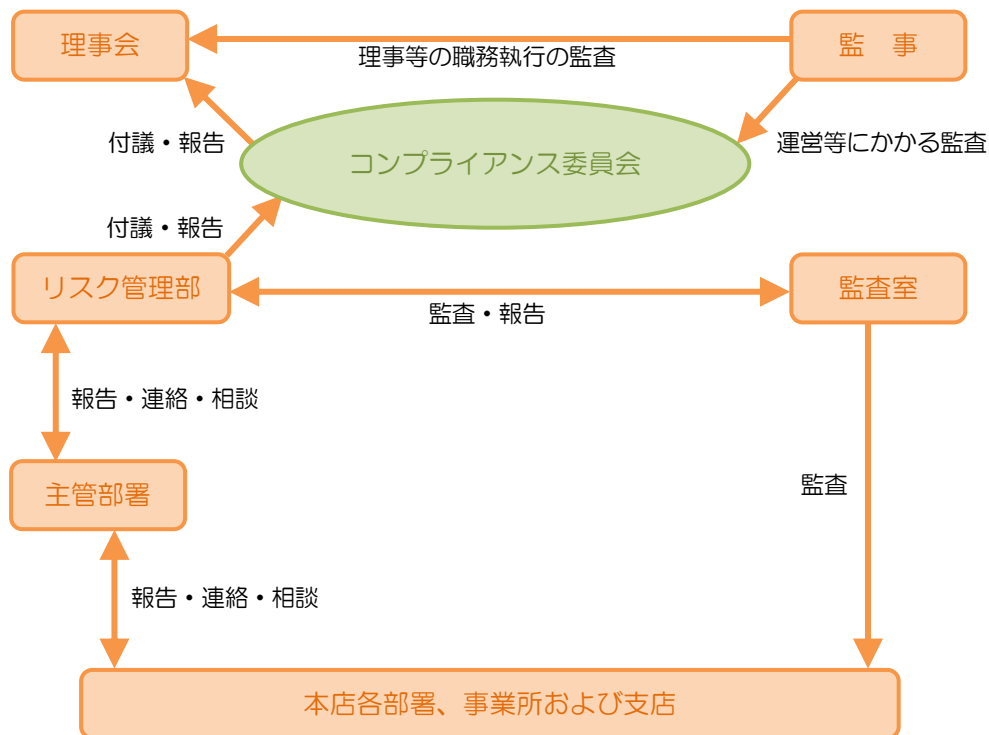 理事会
監　事
理事等の職務執行の監査
付議・報告
運営等にかかる監査
コンプライアンス委員会
付議・報告
リスク管理部
監査室
監査・報告
報告・連絡・相談
主管部署
監査
報告・連絡・相談
本店各部署、事業所および支店